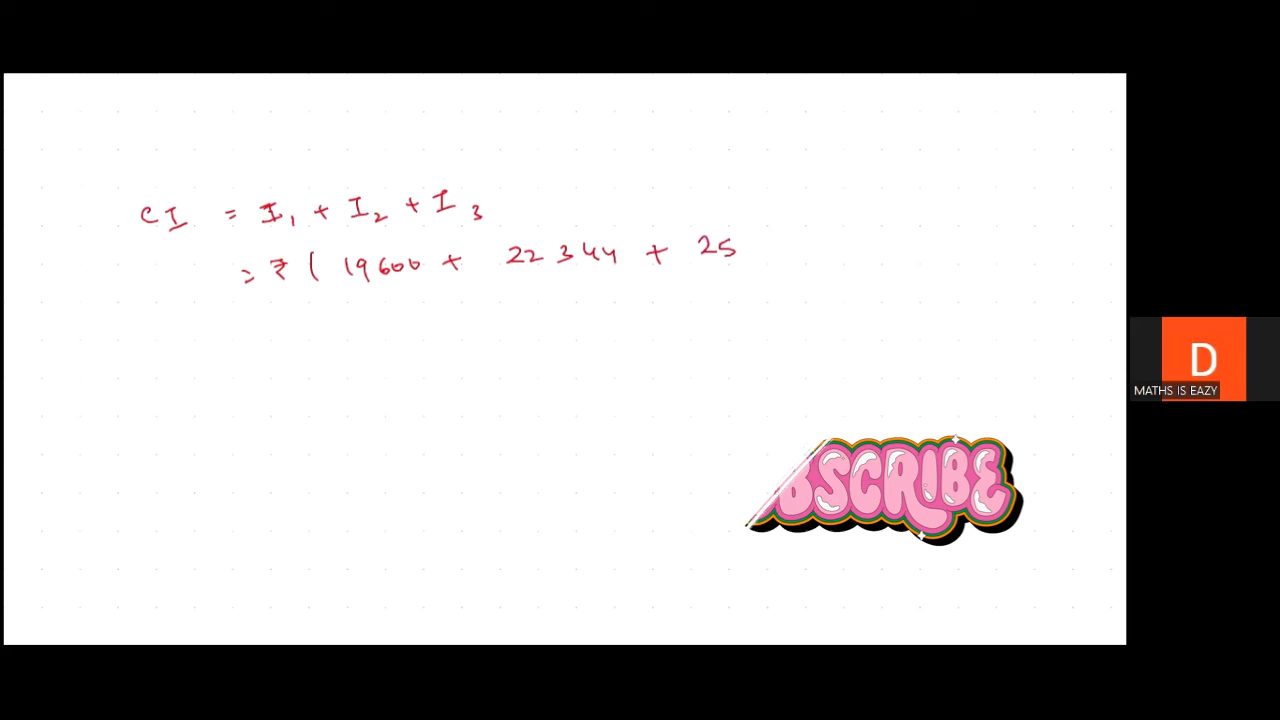 CI = I₁ + I₂ + I₃
= ₹ ( 19600 + 22344 + 25
D
MATHS IS EAZY
BSCRIBE